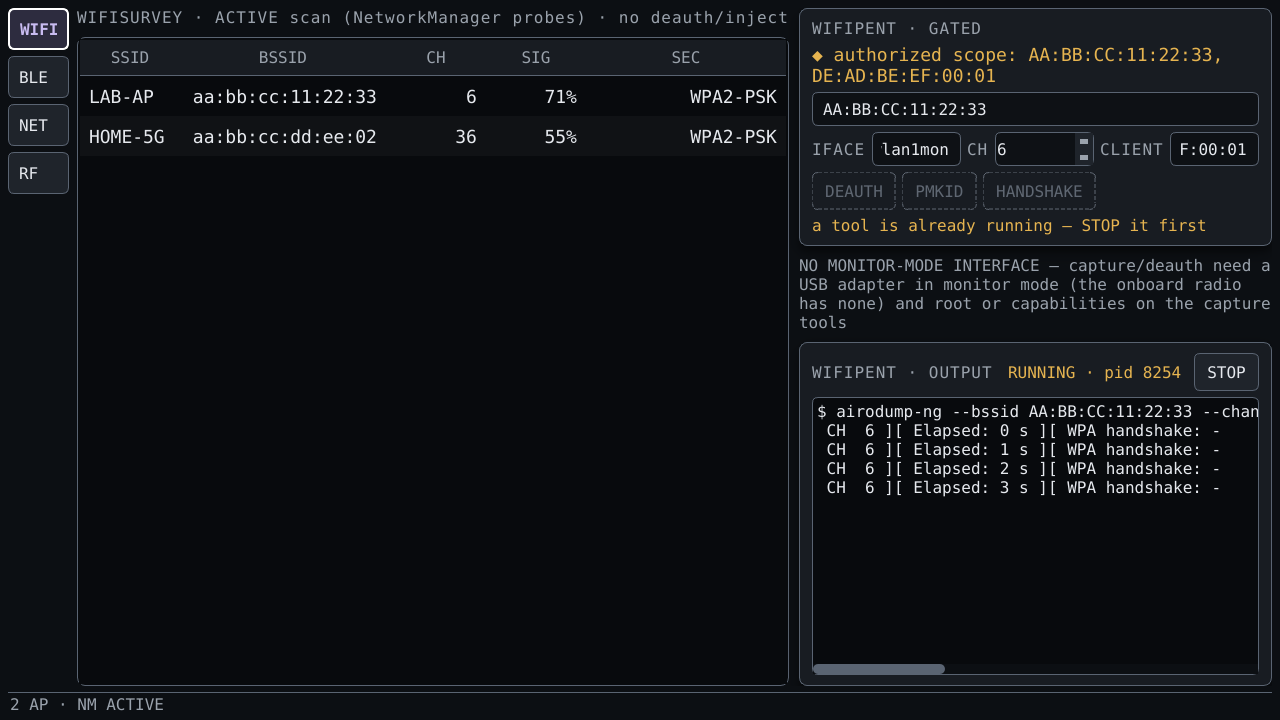 WIFI
BLE
NET
RF
WIFISURVEY · ACTIVE scan (NetworkManager probes) · no deauth/inject
SSID BSSID CH SIG SEC
LAB-AP aa:bb:cc:11:22:33 6 71% WPA2-PSK
HOME-5G aa:bb:cc:dd:ee:02 36 55% WPA2-PSK
WIFIPENT · GATED
◆ authorized scope: AA:BB:CC:11:22:33,
DE:AD:BE:EF:00:01
AA:BB:CC:11:22:33
IFACE lan1mon CH 6 CLIENT F:00:01
DEAUTH PMKID HANDSHAKE
a tool is already running — STOP it first
NO MONITOR-MODE INTERFACE — capture/deauth need a
USB adapter in monitor mode (the onboard radio
has none) and root or capabilities on the capture
tools
WIFIPENT · OUTPUT RUNNING · pid 8254 STOP
$ airodump-ng --bssid AA:BB:CC:11:22:33 --chan
CH 6 ][ Elapsed: 0 s ][ WPA handshake: -
CH 6 ][ Elapsed: 1 s ][ WPA handshake: -
CH 6 ][ Elapsed: 2 s ][ WPA handshake: -
CH 6 ][ Elapsed: 3 s ][ WPA handshake: -
2 AP · NM ACTIVE